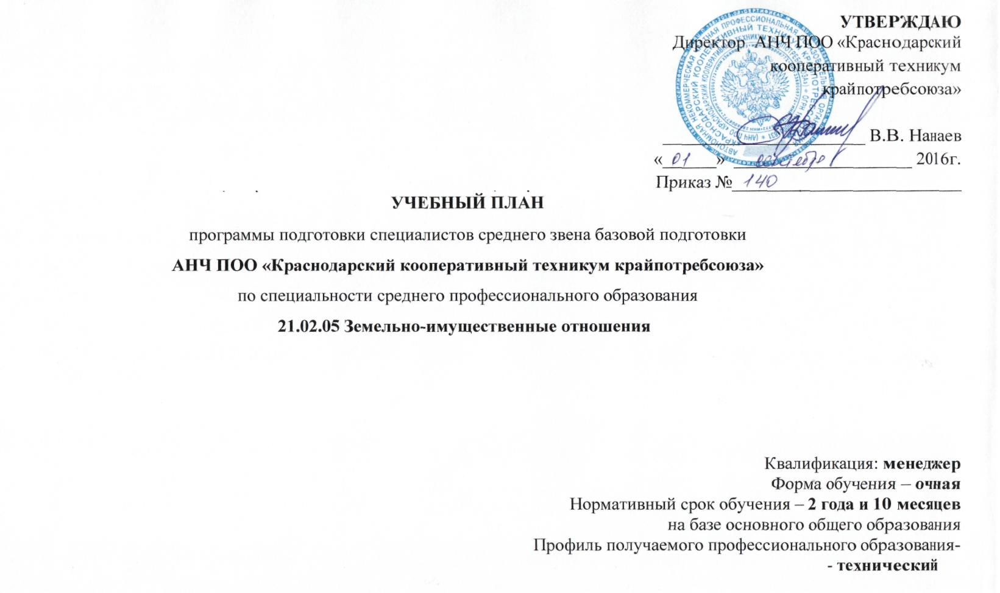 УТВЕРЖДАЮ
Директор АНЧ ПОО «Краснодарский
кооперативный техникум
крайпотребсоюза»
В.В. Нанаев
«01» сентября 2016г.
Приказ № 140
УЧЕБНЫЙ ПЛАН
программы подготовки специалистов среднего звена базовой подготовки
АНЧ ПОО «Краснодарский кооперативный техникум крайпотребсоюза»
по специальности среднего профессионального образования
21.02.05 Земельно-имущественные отношения
Квалификация: менеджер
Форма обучения – очная
Нормативный срок обучения – 2 года и 10 месяцев
на базе основного общего образования
Профиль получаемого профессионального образования-
- технический